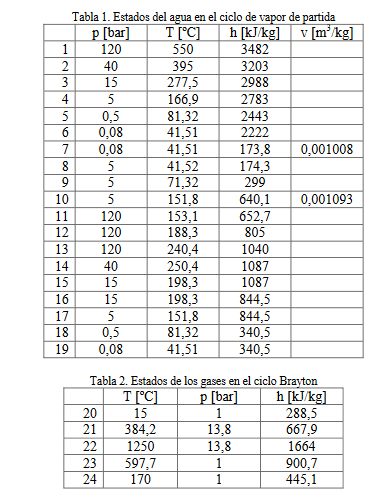 Tabla 1. Estados del agua en el ciclo de vapor de partida
p [bar] T [ºC] h [kJ/kg] v [m³/kg]
1 120 550 3482
2 40 395 3203
3 15 277,5 2988
4 5 166,9 2783
5 0,5 81,32 2443
6 0,08 41,51 2222
7 0,08 41,51 173,8 0,001008
8 5 41,52 174,3
9 5 71,32 299
10 5 151,8 640,1 0,001093
11 120 153,1 652,7
12 120 188,3 805
13 120 240,4 1040
14 40 250,4 1087
15 15 198,3 1087
16 15 198,3 844,5
17 5 151,8 844,5
18 0,5 81,32 340,5
19 0,08 41,51 340,5
Tabla 2. Estados de los gases en el ciclo Brayton
T [ºC] p [bar] h [kJ/kg]
20 15 1 288,5
21 384,2 13,8 667,9
22 1250 13,8 1664
23 597,7 1 900,7
24 170 1 445,1